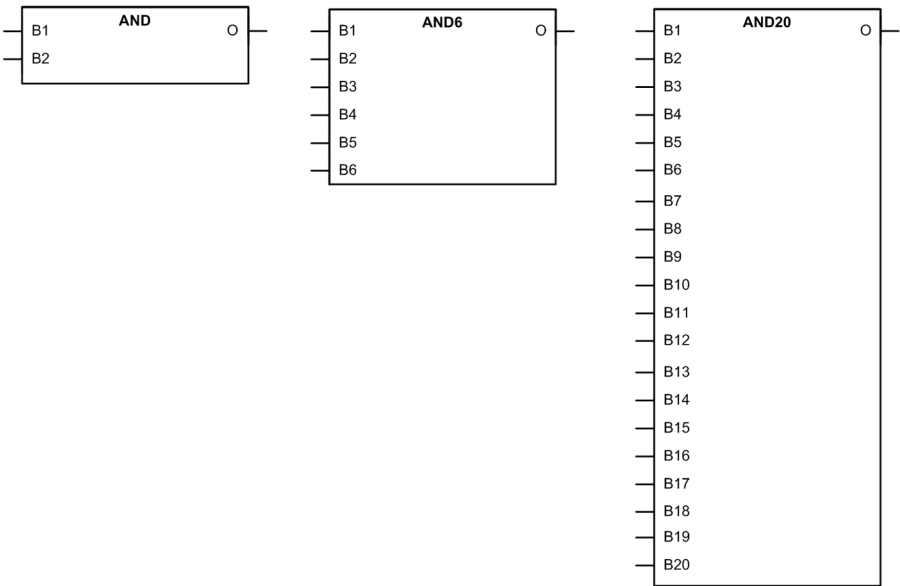 AND
B1 O
B2
AND6
B1 O
B2
B3
B4
B5
B6
AND20
B1 O
B2
B3
B4
B5
B6
B7
B8
B9
B10
B11
B12
B13
B14
B15
B16
B17
B18
B19
B20